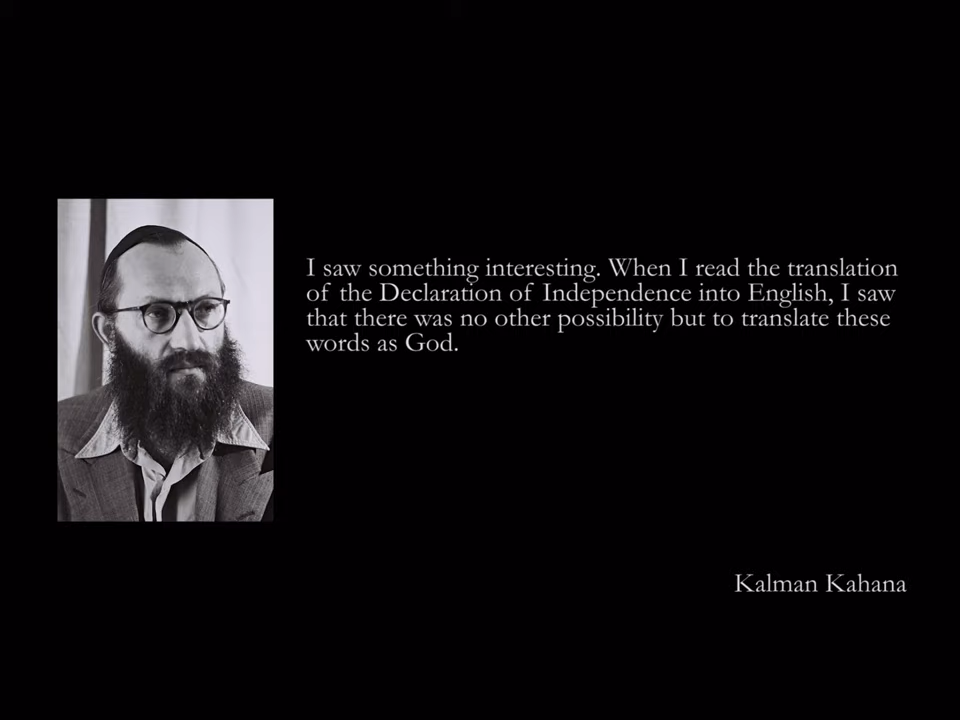 I saw something interesting. When I read the translation
of the Declaration of Independence into English, I saw
that there was no other possibility but to translate these
words as God.
Kalman Kahana